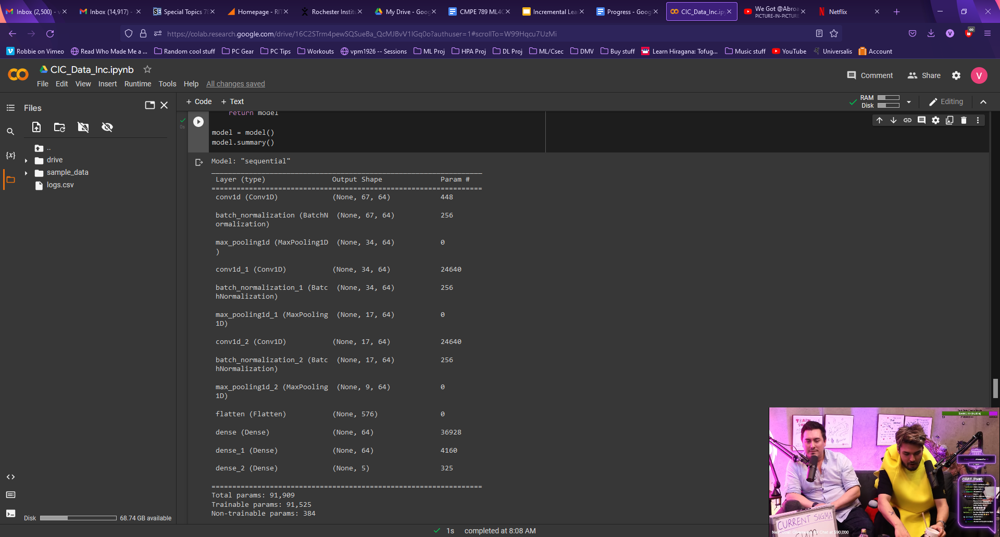 Inbox (2,500) - v
Inbox (14,917) -
Special Topics 78
Homepage - RIT
Rochester Institu
My Drive - Goog
CMPE 789 ML4C
Incremental Lea
Progress - Goog
CIC_Data_Inc.ip
We Got @Abroa
PICTURE-IN-PICTURE
Netflix
https://colab.research.google.com/drive/16C2STrm4pewSQSueBa_QcMJBvV1lGq0o?authuser=1#scrollTo=W99Hqcu7UzMi
Robbie on Vimeo
Read Who Made Me a ...
Random cool stuff
PC Gear
PC Tips
Workouts
vpm1926 -- Sessions
ML Proj
HPA Proj
DL Proj
ML/Csec
DMV
Buy stuff
Learn Hiragana: Tofug...
Music stuff
YouTube
Universalis
Account
CIC_Data_Inc.ipynb
File Edit View Insert Runtime Tools Help All changes saved
Comment
Share
V
Files
+ Code + Text
RAM
Disk
Editing
..
drive
sample_data
logs.csv
{x}
0s
return model
model = model()
model.summary()
Model: "sequential"
Layer (type) Output Shape Param #
conv1d (Conv1D) (None, 67, 64) 448
batch_normalization (BatchN (None, 67, 64) 256
ormalization)
max_pooling1d (MaxPooling1D (None, 34, 64) 0
)
conv1d_1 (Conv1D) (None, 34, 64) 24640
batch_normalization_1 (Batc (None, 34, 64) 256
hNormalization)
max_pooling1d_1 (MaxPooling (None, 17, 64) 0
1D)
conv1d_2 (Conv1D) (None, 17, 64) 24640
batch_normalization_2 (Batc (None, 17, 64) 256
hNormalization)
max_pooling1d_2 (MaxPooling (None, 9, 64) 0
1D)
flatten (Flatten) (None, 576) 0
dense (Dense) (None, 64) 36928
dense_1 (Dense) (None, 64) 4160
dense_2 (Dense) (None, 5) 325
Total params: 91,909
Trainable params: 91,525
Non-trainable params: 384
Disk 68.74 GB available
1s completed at 8:08 AM
CURRENT SIGMA